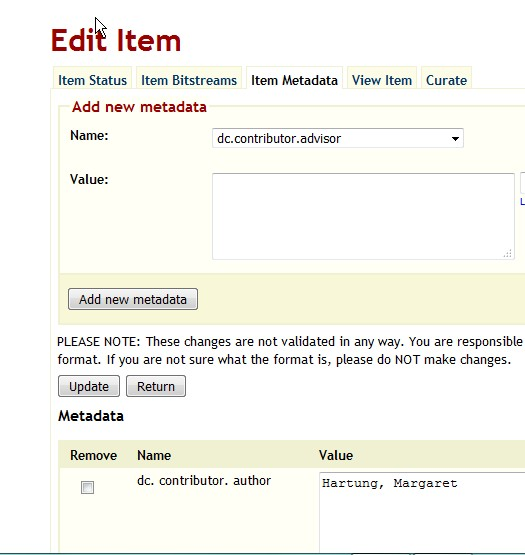 Edit Item
Item Status Item Bitstreams Item Metadata View Item Curate
Add new metadata
Name: dc.contributor.advisor
Value:
L
Add new metadata
PLEASE NOTE: These changes are not validated in any way. You are responsible
format. If you are not sure what the format is, please do NOT make changes.
Update Return
Metadata
Remove Name Value
dc. contributor. author Hartung, Margaret